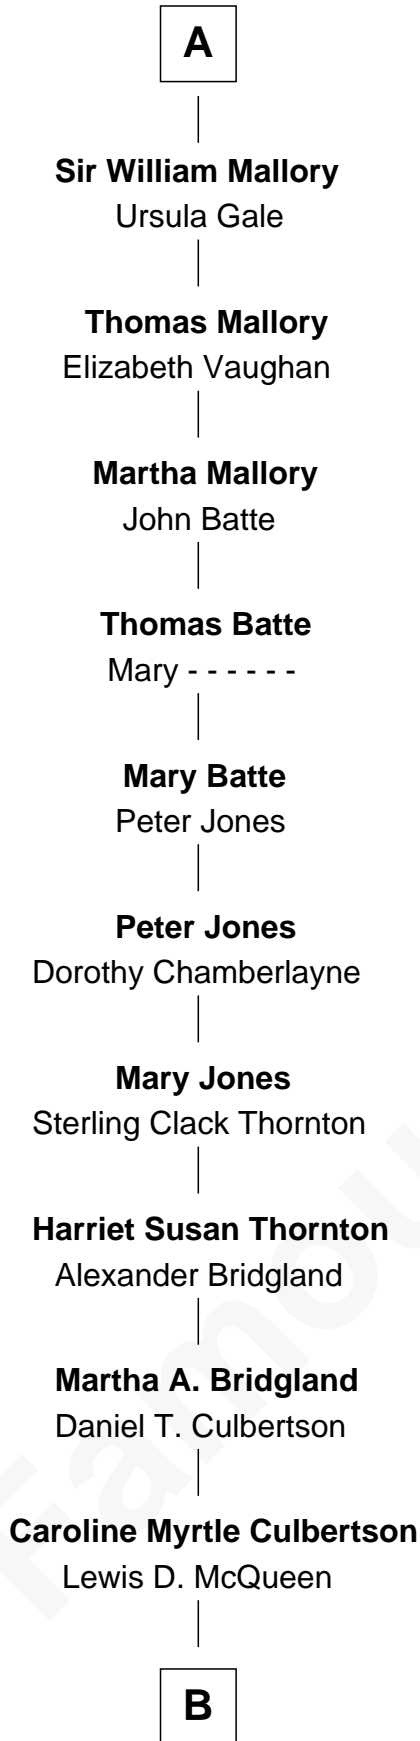 A
Sir William Mallory
Ursula Gale
Thomas Mallory
Elizabeth Vaughan
Martha Mallory
John Batte
Thomas Batte
Mary - - - - - -
Mary Batte
Peter Jones
Peter Jones
Dorothy Chamberlayne
Mary Jones
Sterling Clack Thornton
Harriet Susan Thornton
Alexander Bridgland
Martha A. Bridgland
Daniel T. Culbertson
Caroline Myrtle Culbertson
Lewis D. McQueen
B